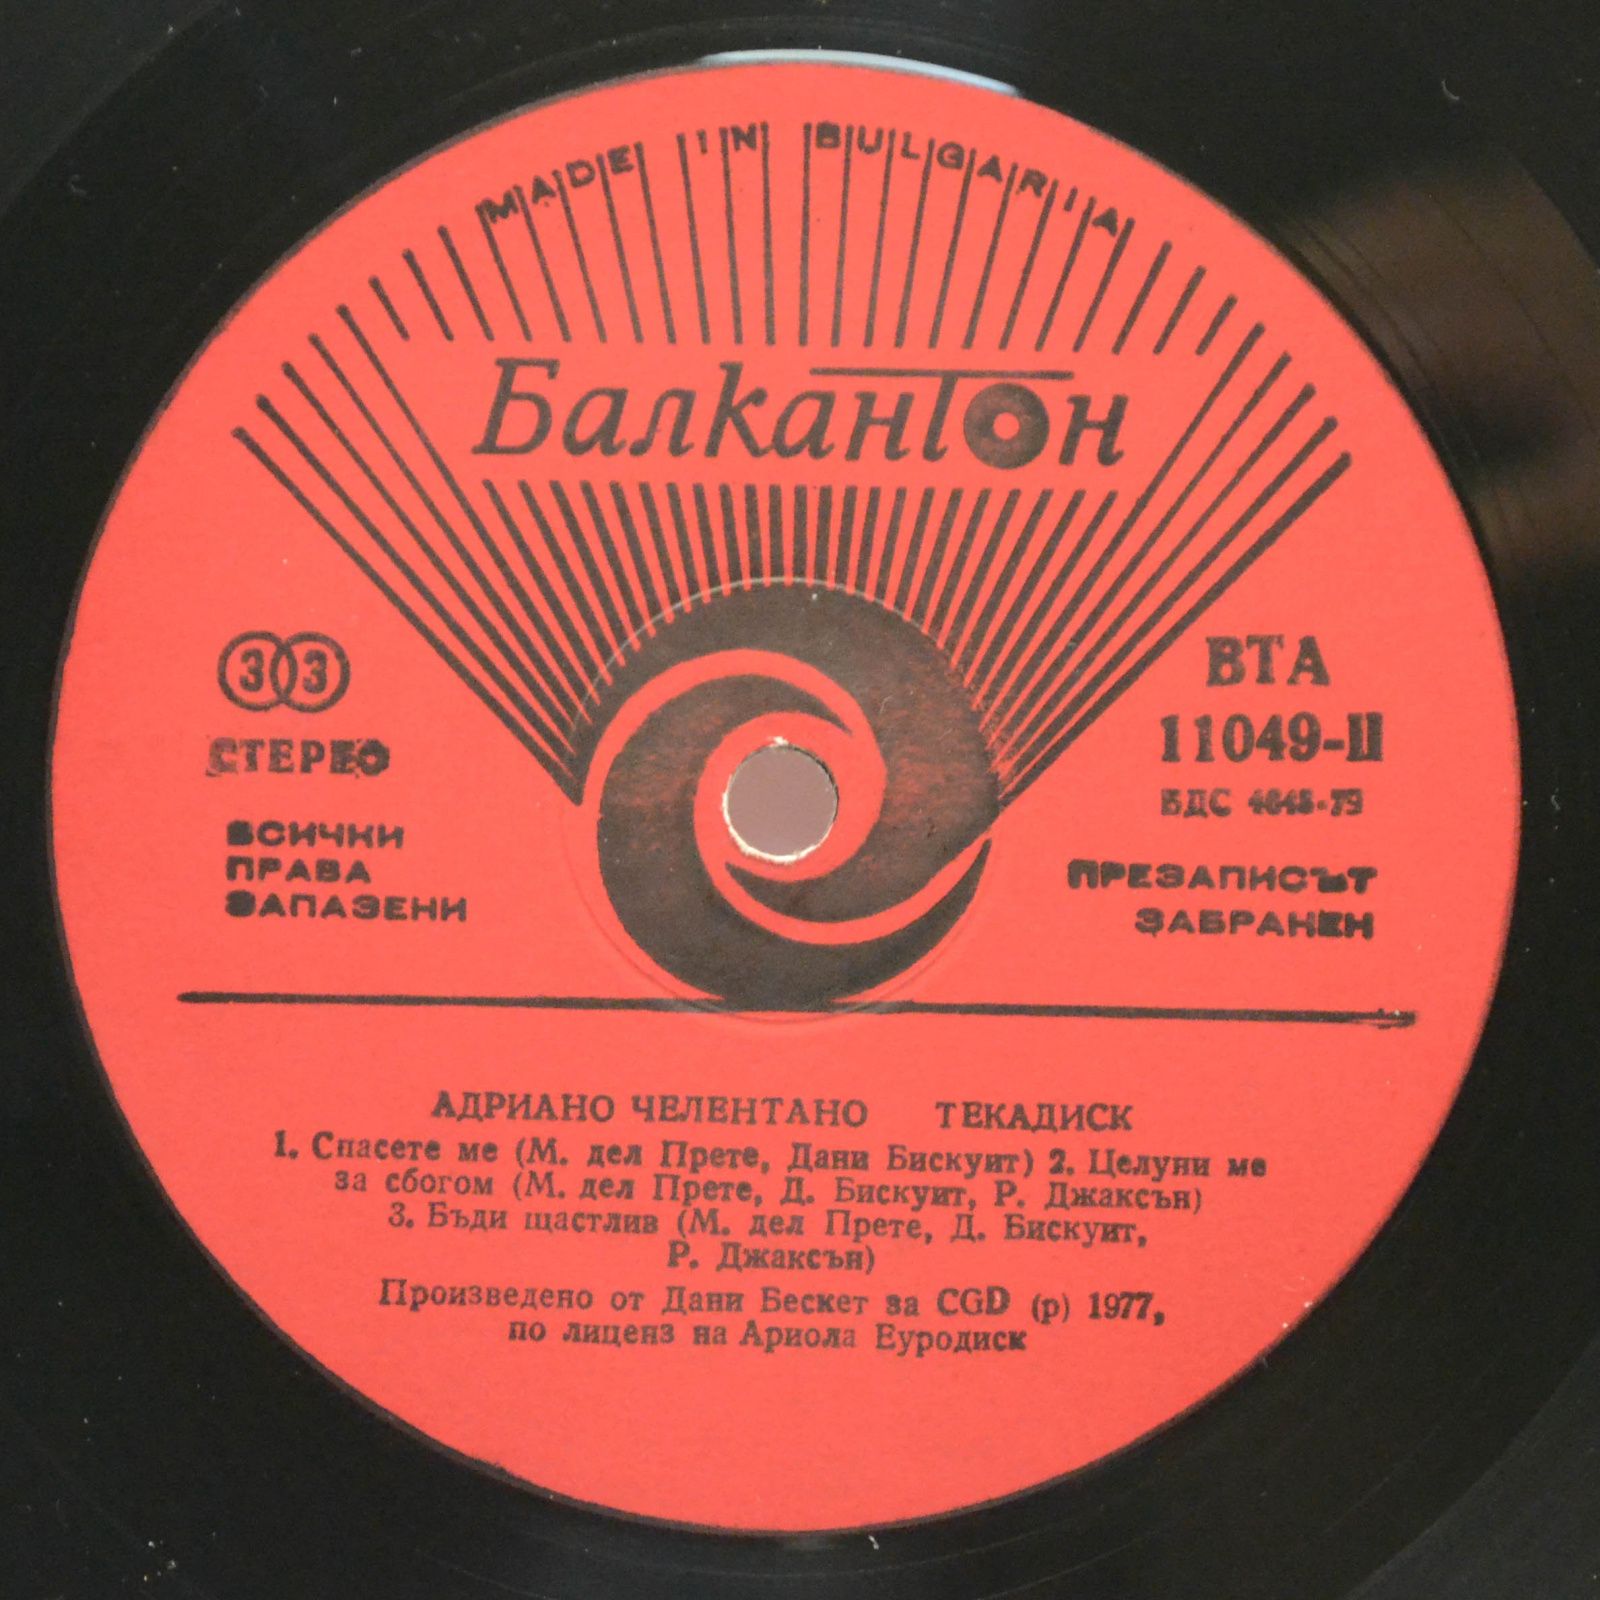 MADE IN BULGARIA
Балкантон
33
СТЕРЕО
ВСИЧКИ
ПРАВА
ЗАПАЗЕНИ
ВТА
11049-II
БДС
ПРЕЗАПИСЪТ
ЗАБРАНЕН
АДРИАНО ЧЕЛЕНТАНО ТЕКАДИСК
1. Спасете ме (М. дел Прете, Дани Бискуит) 2. Целуни ме
за сбогом (М. дел Прете, Д. Бискуит, Р. Джаксън)
3. Бъди щастлив (М. дел Прете, Д. Бискуит,
Р. Джаксън)
Произведено от Дани Бескет за CGD (р) 1977,
по лиценз на Ариола Еуродиск